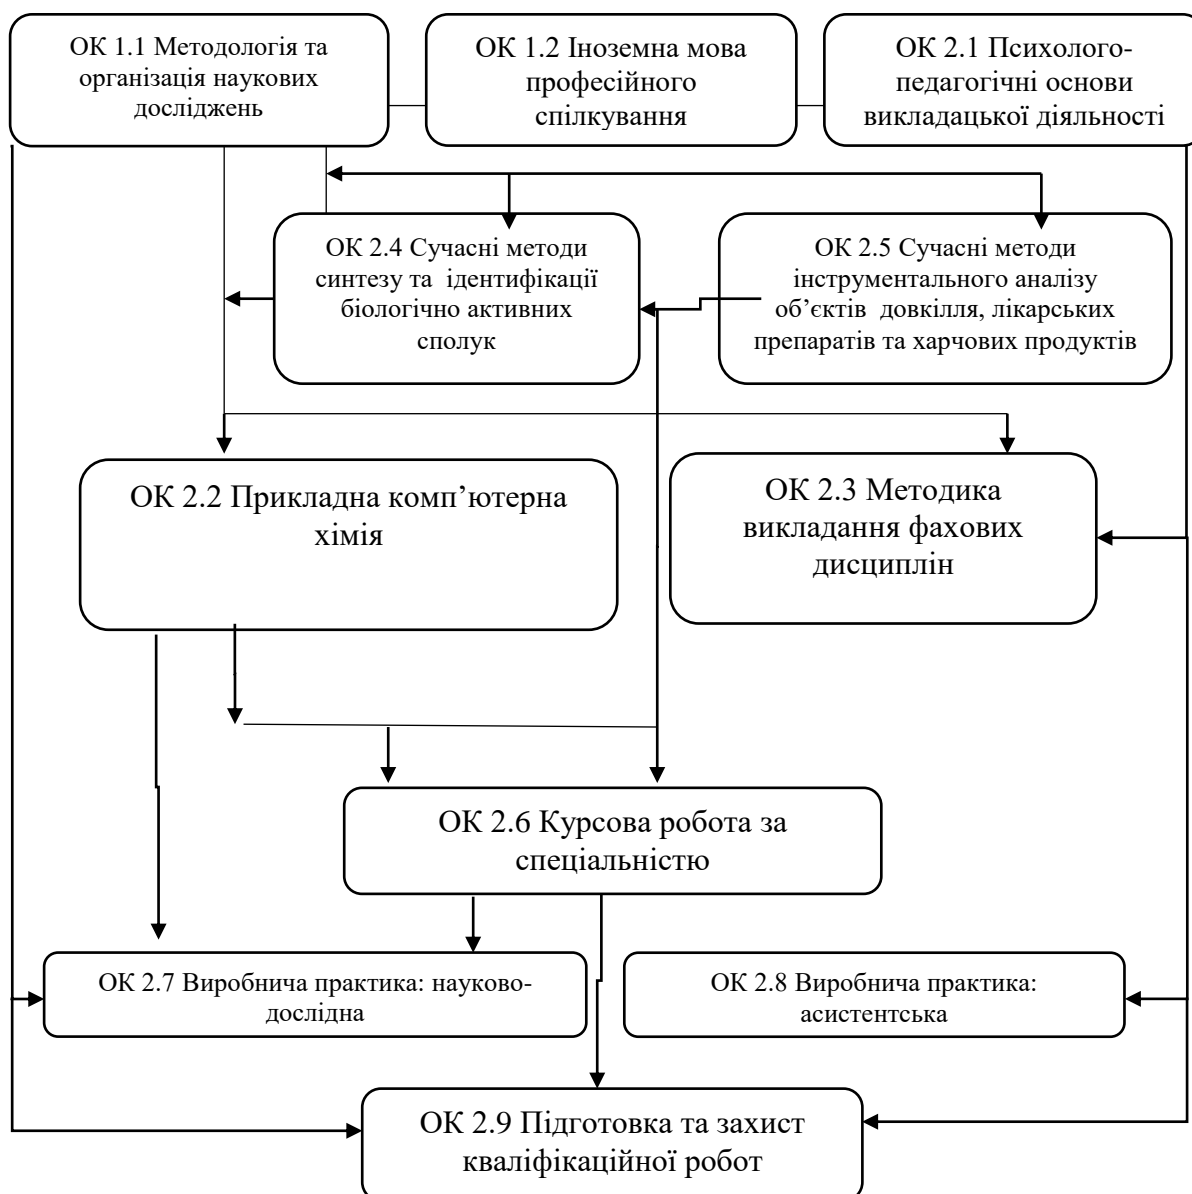 ОК 1.1 Методологія та
організація наукових
досліджень
ОК 1.2 Іноземна мова
професійного
спілкування
ОК 2.1 Психолого-
педагогічні основи
викладацької діяльності
ОК 2.4 Сучасні методи
синтезу та ідентифікації
біологічно активних
сполук
ОК 2.5 Сучасні методи
інструментального аналізу
об’єктів довкілля, лікарських
препаратів та харчових продуктів
ОК 2.2 Прикладна комп’ютерна
хімія
ОК 2.3 Методика
викладання фахових
дисциплін
ОК 2.6 Курсова робота за
спеціальністю
ОК 2.7 Виробнича практика: науково-
дослідна
ОК 2.8 Виробнича практика:
асистентська
ОК 2.9 Підготовка та захист
кваліфікаційної робот